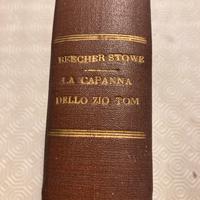 BEECHER STOWE
LA CAPANNA
DELLO ZIO TOM